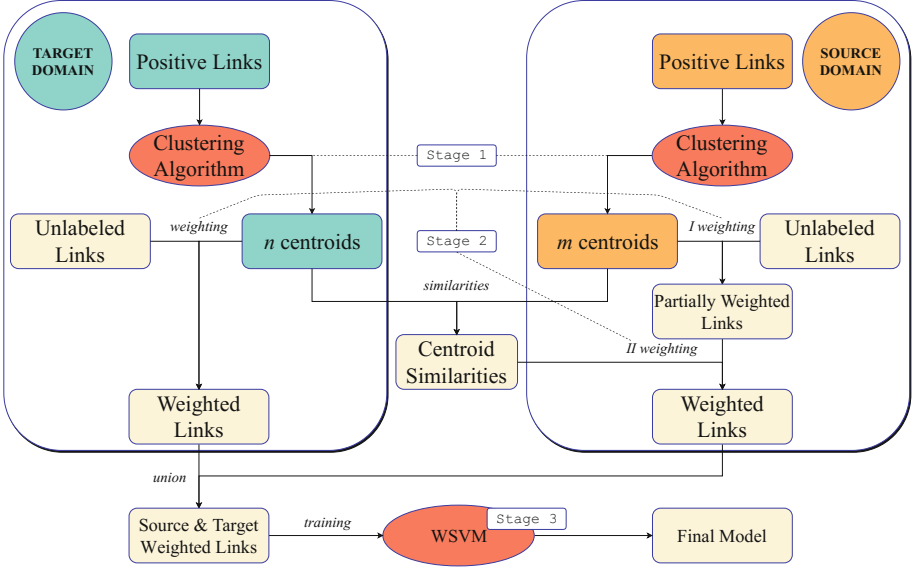 TARGET
DOMAIN
Positive Links
Positive Links
SOURCE
DOMAIN
Clustering
Algorithm
Stage 1
Clustering
Algorithm
Unlabeled
Links
weighting
n centroids
Stage 2
m centroids
I weighting
Unlabeled
Links
similarities
Partially Weighted
Links
Centroid
Similarities
II weighting
Weighted
Links
Weighted
Links
union
Source & Target
Weighted Links
training
WSVM
Stage 3
Final Model